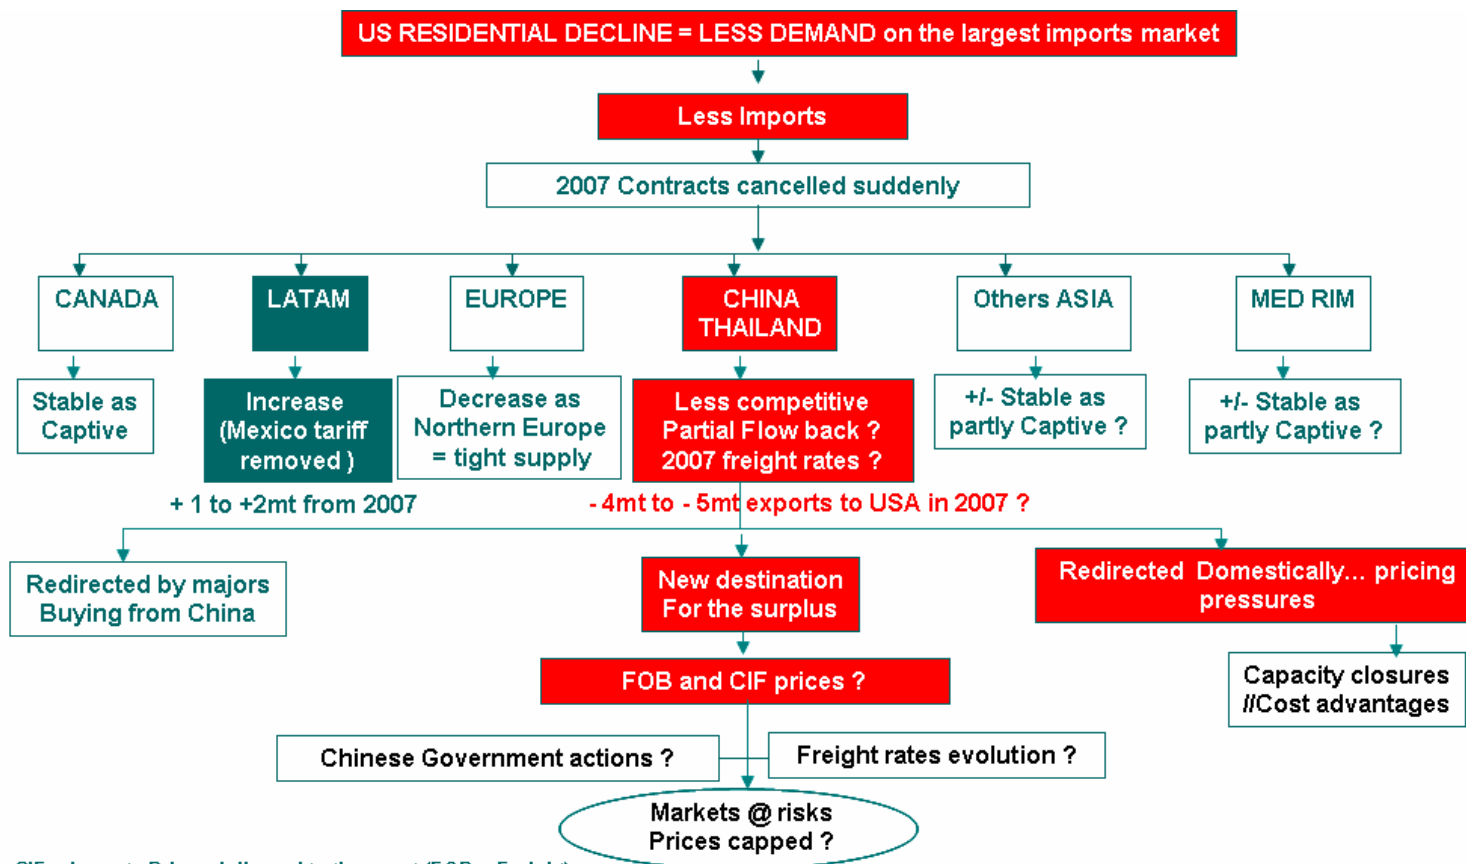 US RESIDENTIAL DECLINE = LESS DEMAND on the largest imports market
Less Imports
2007 Contracts cancelled suddenly
CANADA
LATAM
EUROPE
CHINA
THAILAND
Others ASIA
MED RIM
Stable as
Captive
Increase
(Mexico tariff
removed )
Decrease as
Northern Europe
= tight supply
Less competitive
Partial Flow back ?
2007 freight rates ?
+/- Stable as
partly Captive ?
+/- Stable as
partly Captive ?
+ 1 to +2mt from 2007
- 4mt to - 5mt exports to USA in 2007 ?
Redirected by majors
Buying from China
New destination
For the surplus
Redirected Domestically... pricing
pressures
FOB and CIF prices ?
Capacity closures
//Cost advantages
Chinese Government actions ?
Freight rates evolution ?
Markets @ risks
Prices capped ?